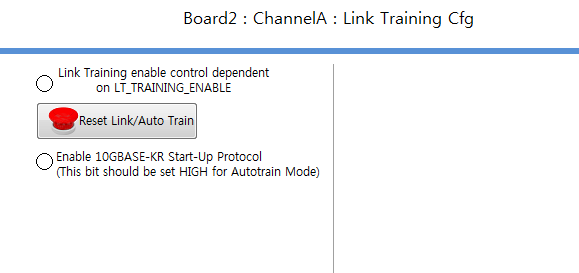 Board2 : ChannelA : Link Training Cfg
Link Training enable control dependent
on LT_TRAINING_ENABLE
Reset Link/Auto Train
Enable 10GBASE-KR Start-Up Protocol
(This bit should be set HIGH for Autotrain Mode)